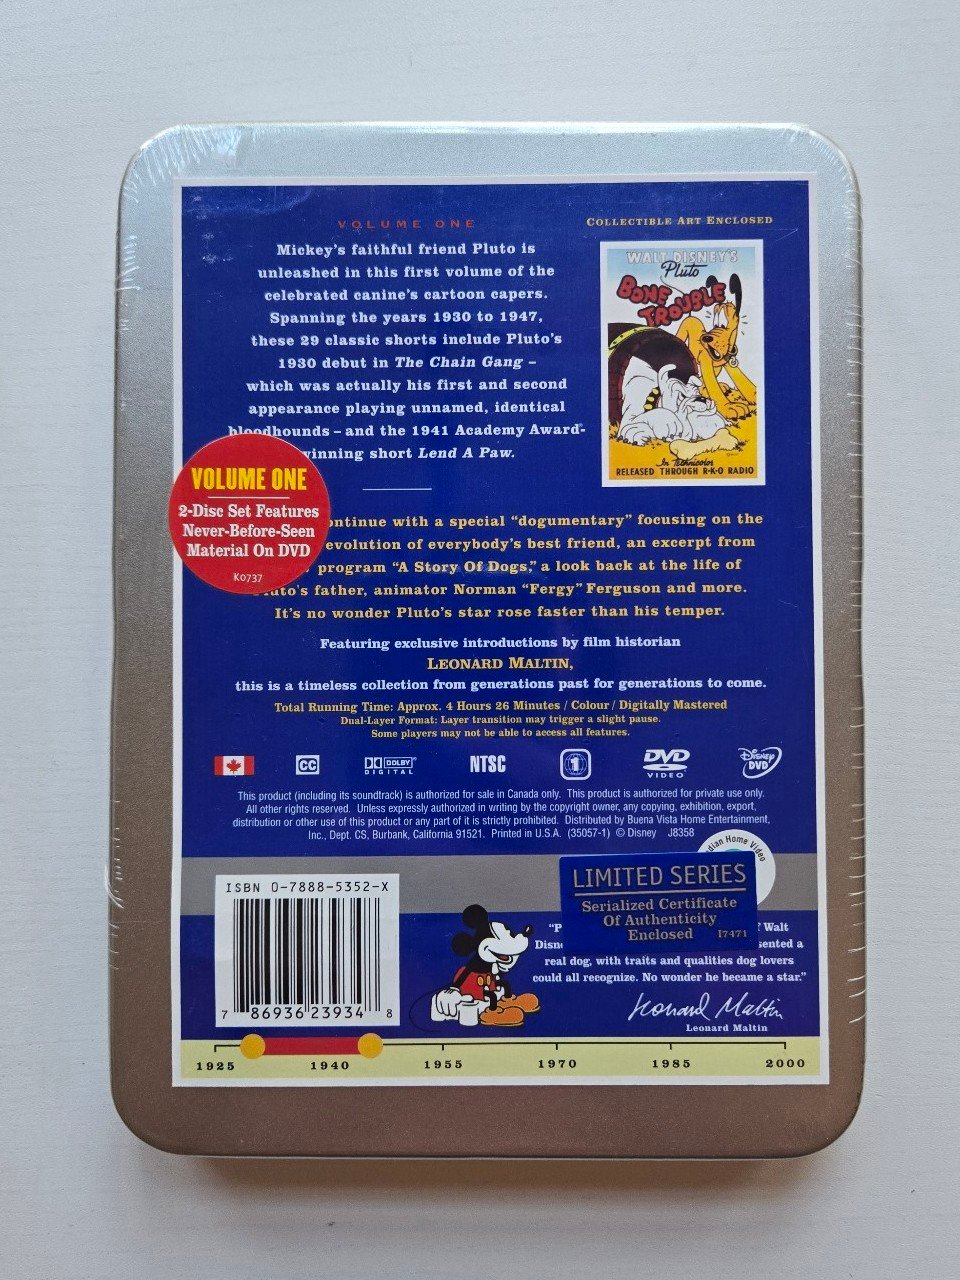 VOLUME ONE
Mickey's faithful friend Pluto is
unleashed in this first volume of the
celebrated canine's cartoon capers.
Spanning the years 1930 to 1947,
these 29 classic shorts include Pluto's
1930 debut in The Chain Gang –
which was actually his first and second
appearance playing unnamed, identical
bloodhounds – and the 1941 Academy Award®-
winning short Lend A Paw.
COLLECTIBLE ART ENCLOSED
WALT DISNEY'S
Pluto
BONE TROUBLE
In Technicolor
RELEASED THROUGH R·K·O RADIO
VOLUME ONE
2-Disc Set Features
Never-Before-Seen
Material On DVD
K0737
continue with a special "dogumentary" focusing on the
evolution of everybody's best friend, an excerpt from
program "A Story Of Dogs," a look back at the life of
Pluto's father, animator Norman "Fergy" Ferguson and more.
It's no wonder Pluto's star rose faster than his temper.
Featuring exclusive introductions by film historian
LEONARD MALTIN,
this is a timeless collection from generations past for generations to come.
Total Running Time: Approx. 4 Hours 26 Minutes / Colour / Digitally Mastered
Dual-Layer Format: Layer transition may trigger a slight pause.
Some players may not be able to access all features.
CC
DOLBY DIGITAL
NTSC
1
DVD VIDEO
Disney DVD
This product (including its soundtrack) is authorized for sale in Canada only. This product is authorized for private use only.
All other rights reserved. Unless expressly authorized in writing by the copyright owner, any copying, exhibition, export,
distribution or other use of this product or any part of it is strictly prohibited. Distributed by Buena Vista Home Entertainment,
Inc., Dept. CS, Burbank, California 91521. Printed in U.S.A. (35057-1) © Disney J8358
Home Video
LIMITED SERIES
Serialized Certificate
Of Authenticity
Enclosed I7471
ISBN 0-7888-5352-X
7 86936 23934 8
of Walt
real dog, with traits and qualities dog lovers
could all recognize. No wonder he became a star."
Leonard Maltin
Leonard Maltin
1925 1940 1955 1970 1985 2000